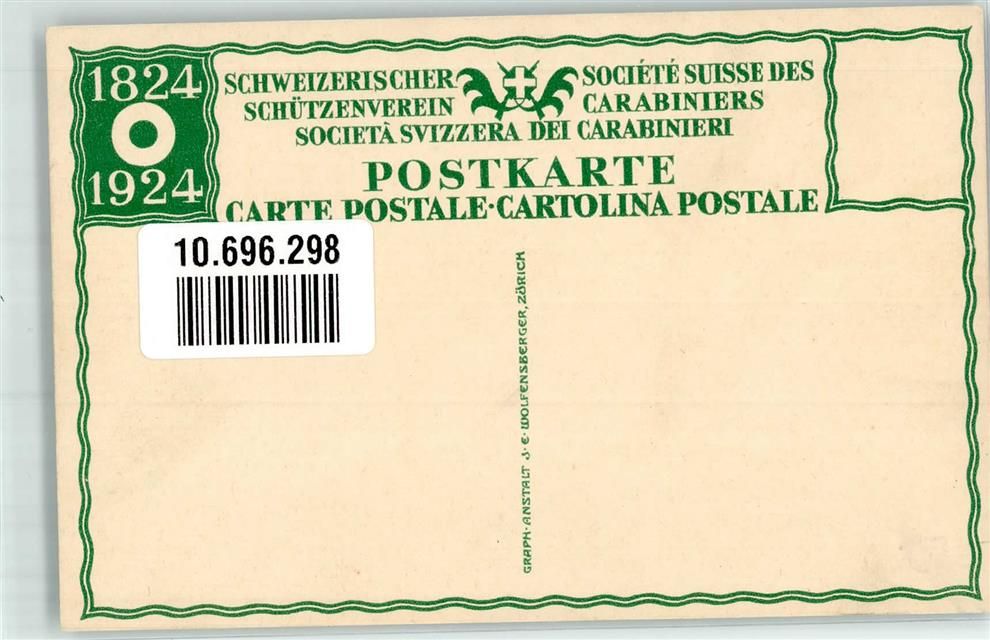 1824
1924
SCHWEIZERISCHER
SCHÜTZENVEREIN
SOCIÉTÉ SUISSE DES
CARABINIERS
SOCIETÀ SVIZZERA DEI CARABINIERI
POSTKARTE
CARTE POSTALE·CARTOLINA POSTALE
10.696.298
GRAPH·ANSTALT J·E·WOLFENSBERGER, ZÜRICH